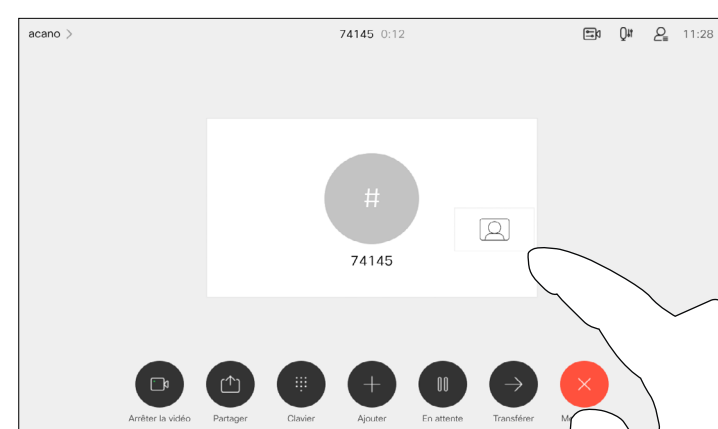 acano >
74145 0:12
11:28
#
74145
Arrêter la vidéo
Partager
Clavier
Ajouter
En attente
Transférer